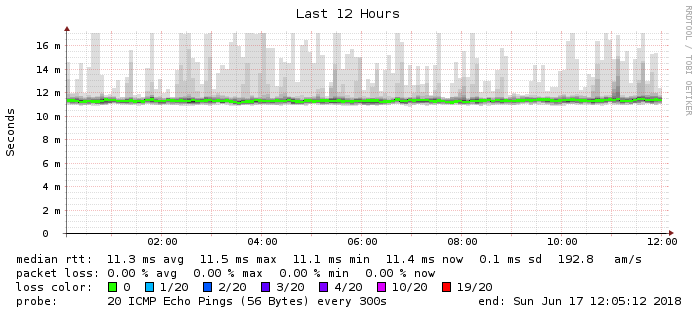 Last 12 Hours
RRDTOOL / TOBI OETIKER
Seconds
16 m
14 m
12 m
10 m
8 m
6 m
4 m
2 m
0
02:00 04:00 06:00 08:00 10:00 12:00
median rtt: 11.3 ms avg 11.5 ms max 11.1 ms min 11.4 ms now 0.1 ms sd 192.8 am/s
packet loss: 0.00 % avg 0.00 % max 0.00 % min 0.00 % now
loss color: 0 1/20 2/20 3/20 4/20 10/20 19/20
probe: 20 ICMP Echo Pings (56 Bytes) every 300s end: Sun Jun 17 12:05:12 2018